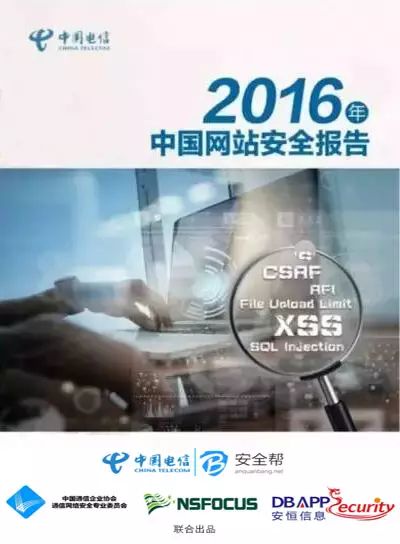 中国电信
CHINA TELECOM
2016年
中国网站安全报告
CSRF
RFI
File Upload Limit
XSS
SQL Injection
中国电信
CHINA TELECOM
安全帮
anquanbang.net
中国通信企业协会
通信网络安全专业委员会
NSFOCUS
DBAPPSecurity
安恒信息
联合出品